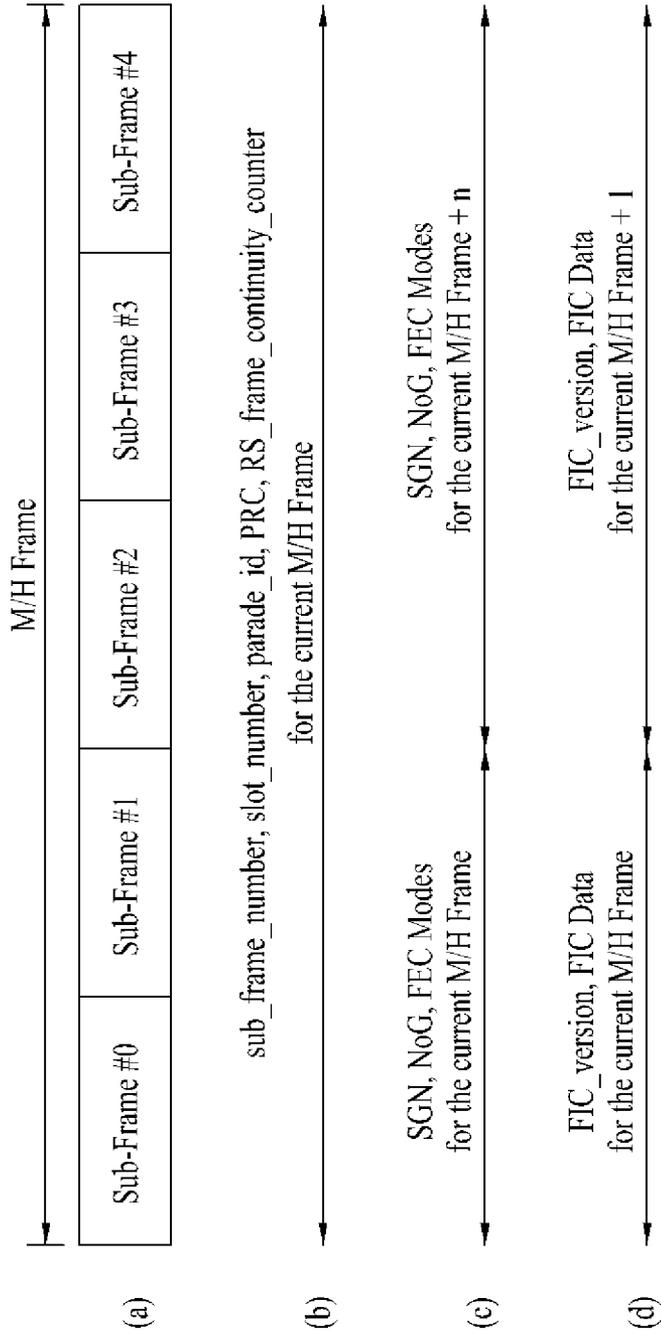 M/H Frame
(a)
Sub-Frame #0
Sub-Frame #1
Sub-Frame #2
Sub-Frame #3
Sub-Frame #4
(b)
sub_frame_number, slot_number, parade_id, PRC, RS_frame_continuity_counter
for the current M/H Frame
(c)
SGN, NoG, FEC Modes
for the current M/H Frame
SGN, NoG, FEC Modes
for the current M/H Frame + n
(d)
FIC_version, FIC Data
for the current M/H Frame
FIC_version, FIC Data
for the current M/H Frame + 1